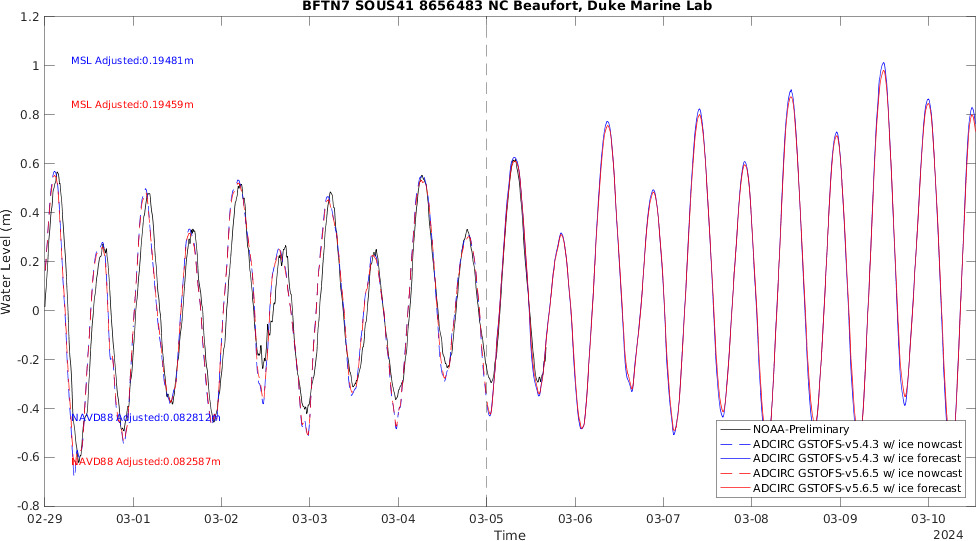 BFTN7 SOUS41 8656483 NC Beaufort, Duke Marine Lab
1.2
1
0.8
0.6
0.4
0.2
0
-0.2
-0.4
-0.6
-0.8
Water Level (m)
MSL Adjusted:0.19481m
MSL Adjusted:0.19459m
NAVD88 Adjusted:0.082812m
NAVD88 Adjusted:0.082587m
NOAA-Preliminary
ADCIRC GSTOFS-v5.4.3 w/ ice nowcast
ADCIRC GSTOFS-v5.4.3 w/ ice forecast
ADCIRC GSTOFS-v5.6.5 w/ ice nowcast
ADCIRC GSTOFS-v5.6.5 w/ ice forecast
02-29 03-01 03-02 03-03 03-04 03-05 03-06 03-07 03-08 03-09 03-10
Time
2024